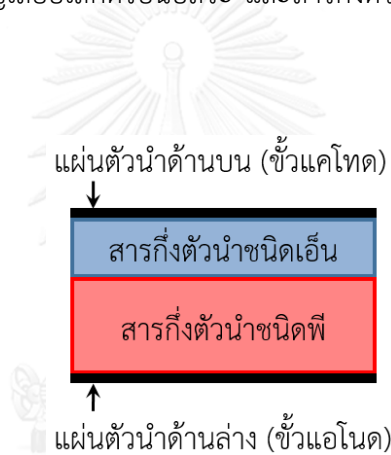 แผ่นตัวนำด้านบน (ขั้วแคโทด)
สารกึ่งตัวนำชนิดเอ็น
สารกึ่งตัวนำชนิดพี
แผ่นตัวนำด้านล่าง (ขั้วแอโนด)